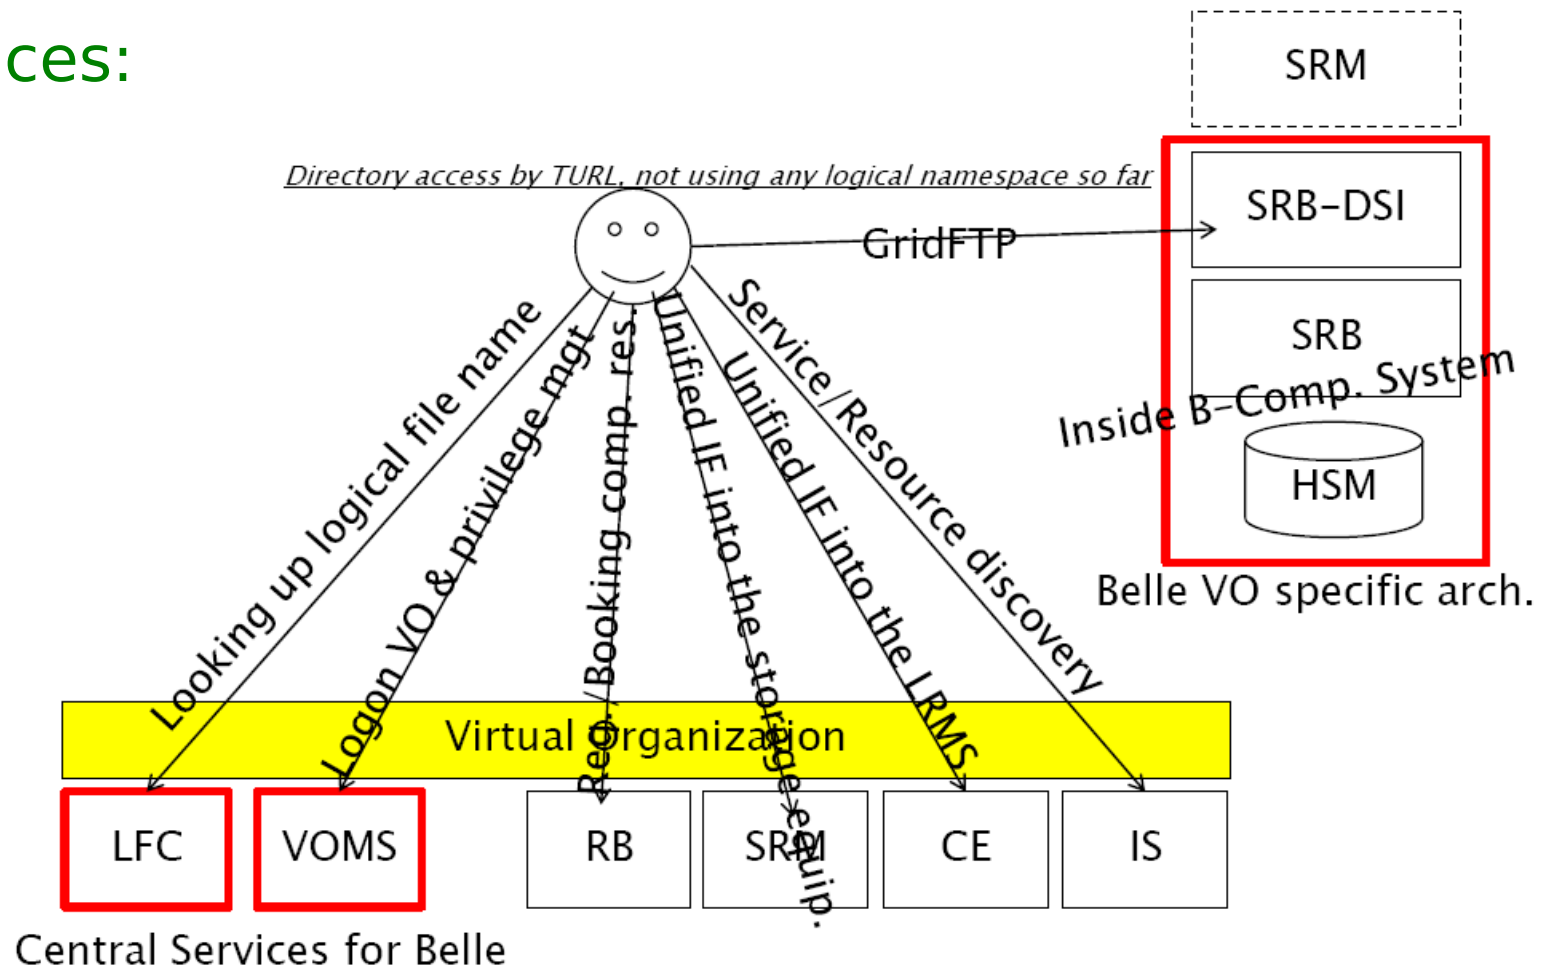 ces:
SRM
Directory access by TURL, not using any logical namespace so far
SRB-DSI
GridFTP
SRB
Inside B-Comp. System
HSM
Belle VO specific arch.
Looking up logical file name
Logon VO & privilege mgt
Req./Booking comp. res.
Unified IF into the storage equip.
Unified IF into the LRMS
Service/Resource discovery
Virtual Organization
LFC
VOMS
RB
SRM
CE
IS
Central Services for Belle